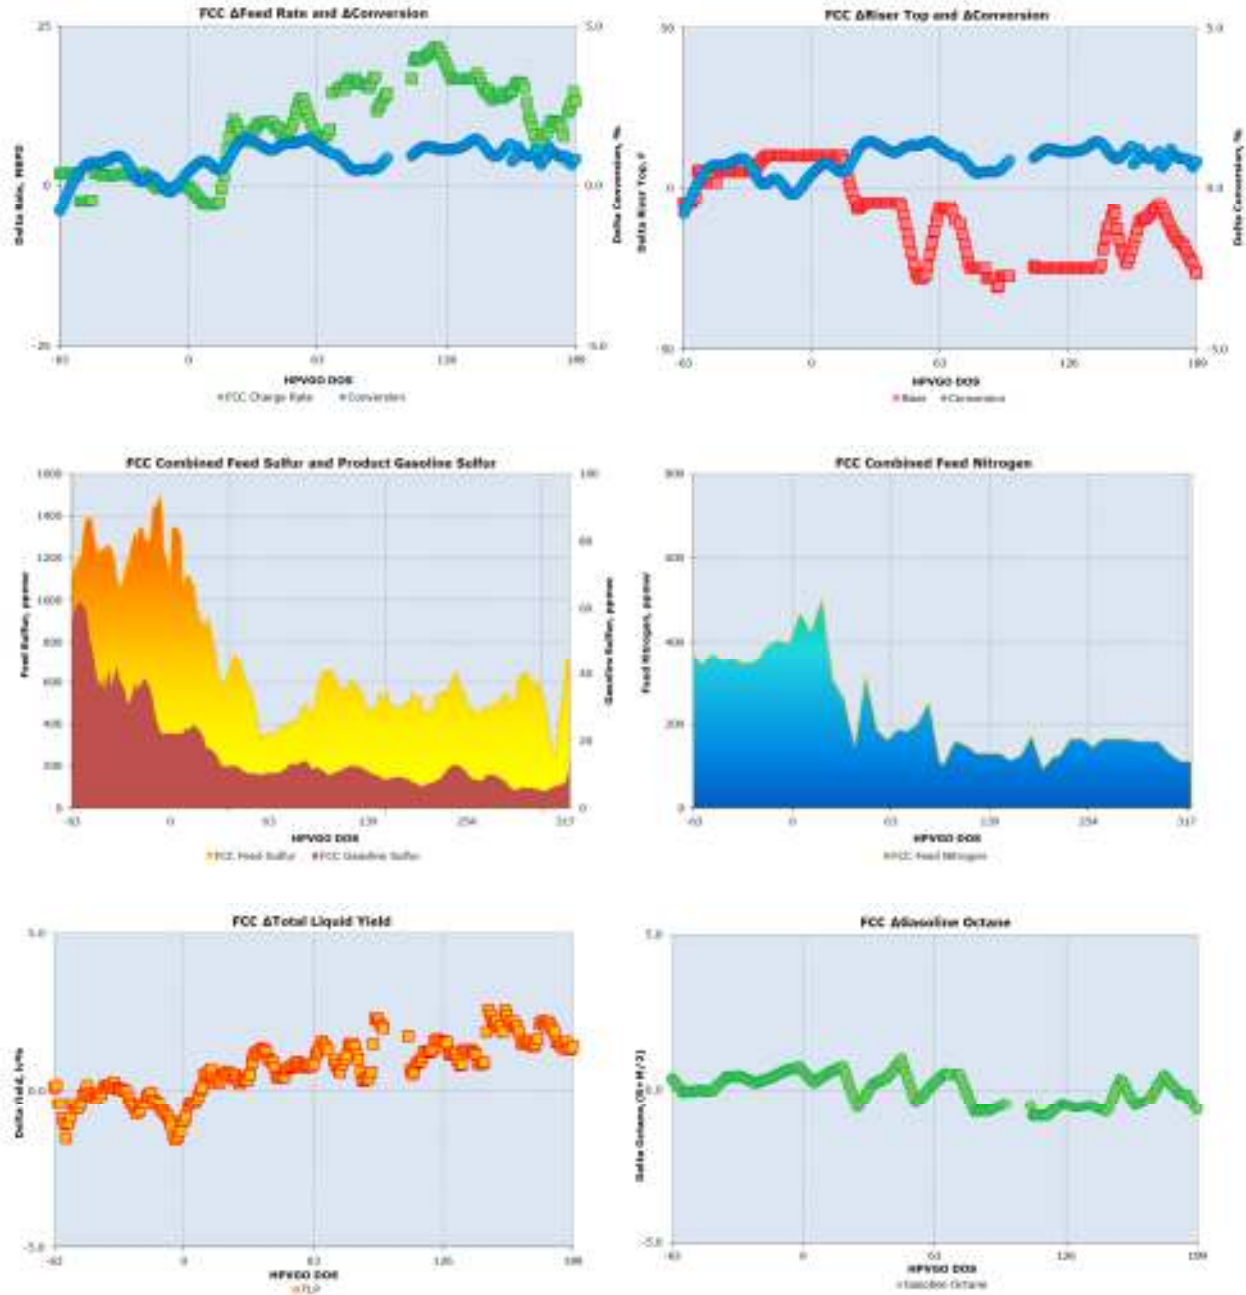 FCC ΔFeed Rate and ΔConversion
25
5.0
Delta Rate, MBPD
0
0.0
Delta Conversion, %
-25
-5.0
-63 0 63 126 189
HPVGO DOS
FCC Charge Rate Conversion
FCC ΔRiser Top and ΔConversion
50
5.0
Delta Riser Top, F
0
0.0
Delta Conversion, %
-5.0
-63 0 63 126 189
HPVGO DOS
Riser Conversion
FCC Combined Feed Sulfur and Product Gasoline Sulfur
1600
1400
1200
1000
800
600
400
200
0
Feed Sulfur, ppmw
100
80
60
40
20
0
Gasoline Sulfur, ppmw
-63 0 63 254 317
HPVGO DOS
FCC Feed Sulfur FCC Gasoline Sulfur
FCC Combined Feed Nitrogen
800
600
400
200
0
Feed Nitrogen, ppmw
-63 0 63 254 317
HPVGO DOS
FCC Feed Nitrogen
FCC ΔTotal Liquid Yield
5.0
0.0
-5.0
Delta Yield, lv%
-63 0 63 126 189
HPVGO DOS
TLP
FCC ΔGasoline Octane
5.0
0.0
-5.0
Delta Octane, (R+M/2)
-63 0 63 126 189
HPVGO DOS
Gasoline Octane